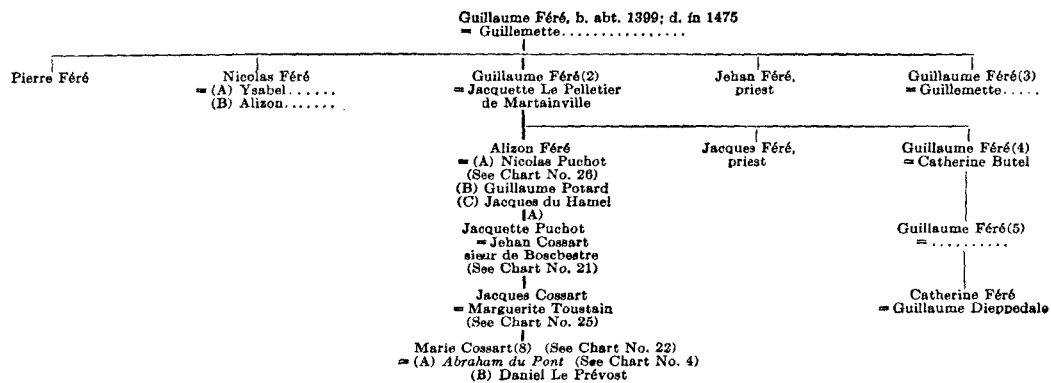 Guillaume Féré, b. abt. 1399; d. in 1475
= Guillemette................
Pierre Féré
Nicolas Féré
= (A) Ysabel......
(B) Alizon.......
Guillaume Féré(2)
= Jacquette Le Pelletier
de Martainville
Jehan Féré,
priest
Guillaume Féré(3)
= Guillemette.....
Alizon Féré
= (A) Nicolas Puchot
(See Chart No. 26)
(B) Guillaume Potard
(C) Jacques du Hamel
Jacques Féré,
priest
Guillaume Féré(4)
= Catherine Butel
(A)
Jacquette Puchot
= Jehan Cossart
sieur de Boscbestre
(See Chart No. 21)
Guillaume Féré(5)
= ..........
Jacques Cossart
= Marguerite Toustain
(See Chart No. 25)
Catherine Féré
= Guillaume Dieppedale
Marie Cossart(8) (See Chart No. 22)
= (A) Abraham du Pont (See Chart No. 4)
(B) Daniel Le Prévost